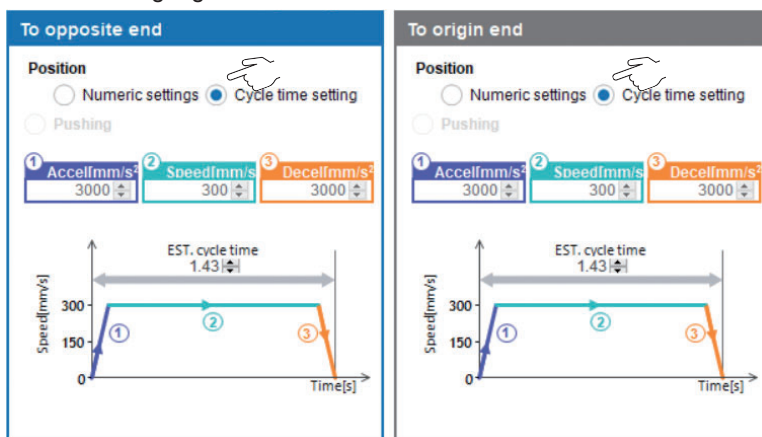 To opposite end
Position
Numeric settings Cycle time setting
Pushing
1 Accel[mm/s² 2 Speed[mm/s 3 Decel[mm/s²
3000 300 3000
EST. cycle time
1.43
Speed[mm/s]
300
150
0
1 2 3
Time[s]
To origin end
Position
Numeric settings Cycle time setting
Pushing
1 Accel[mm/s² 2 Speed[mm/s 3 Decel[mm/s²
3000 300 3000
EST. cycle time
1.43
Speed[mm/s]
300
150
0
1 2 3
Time[s]